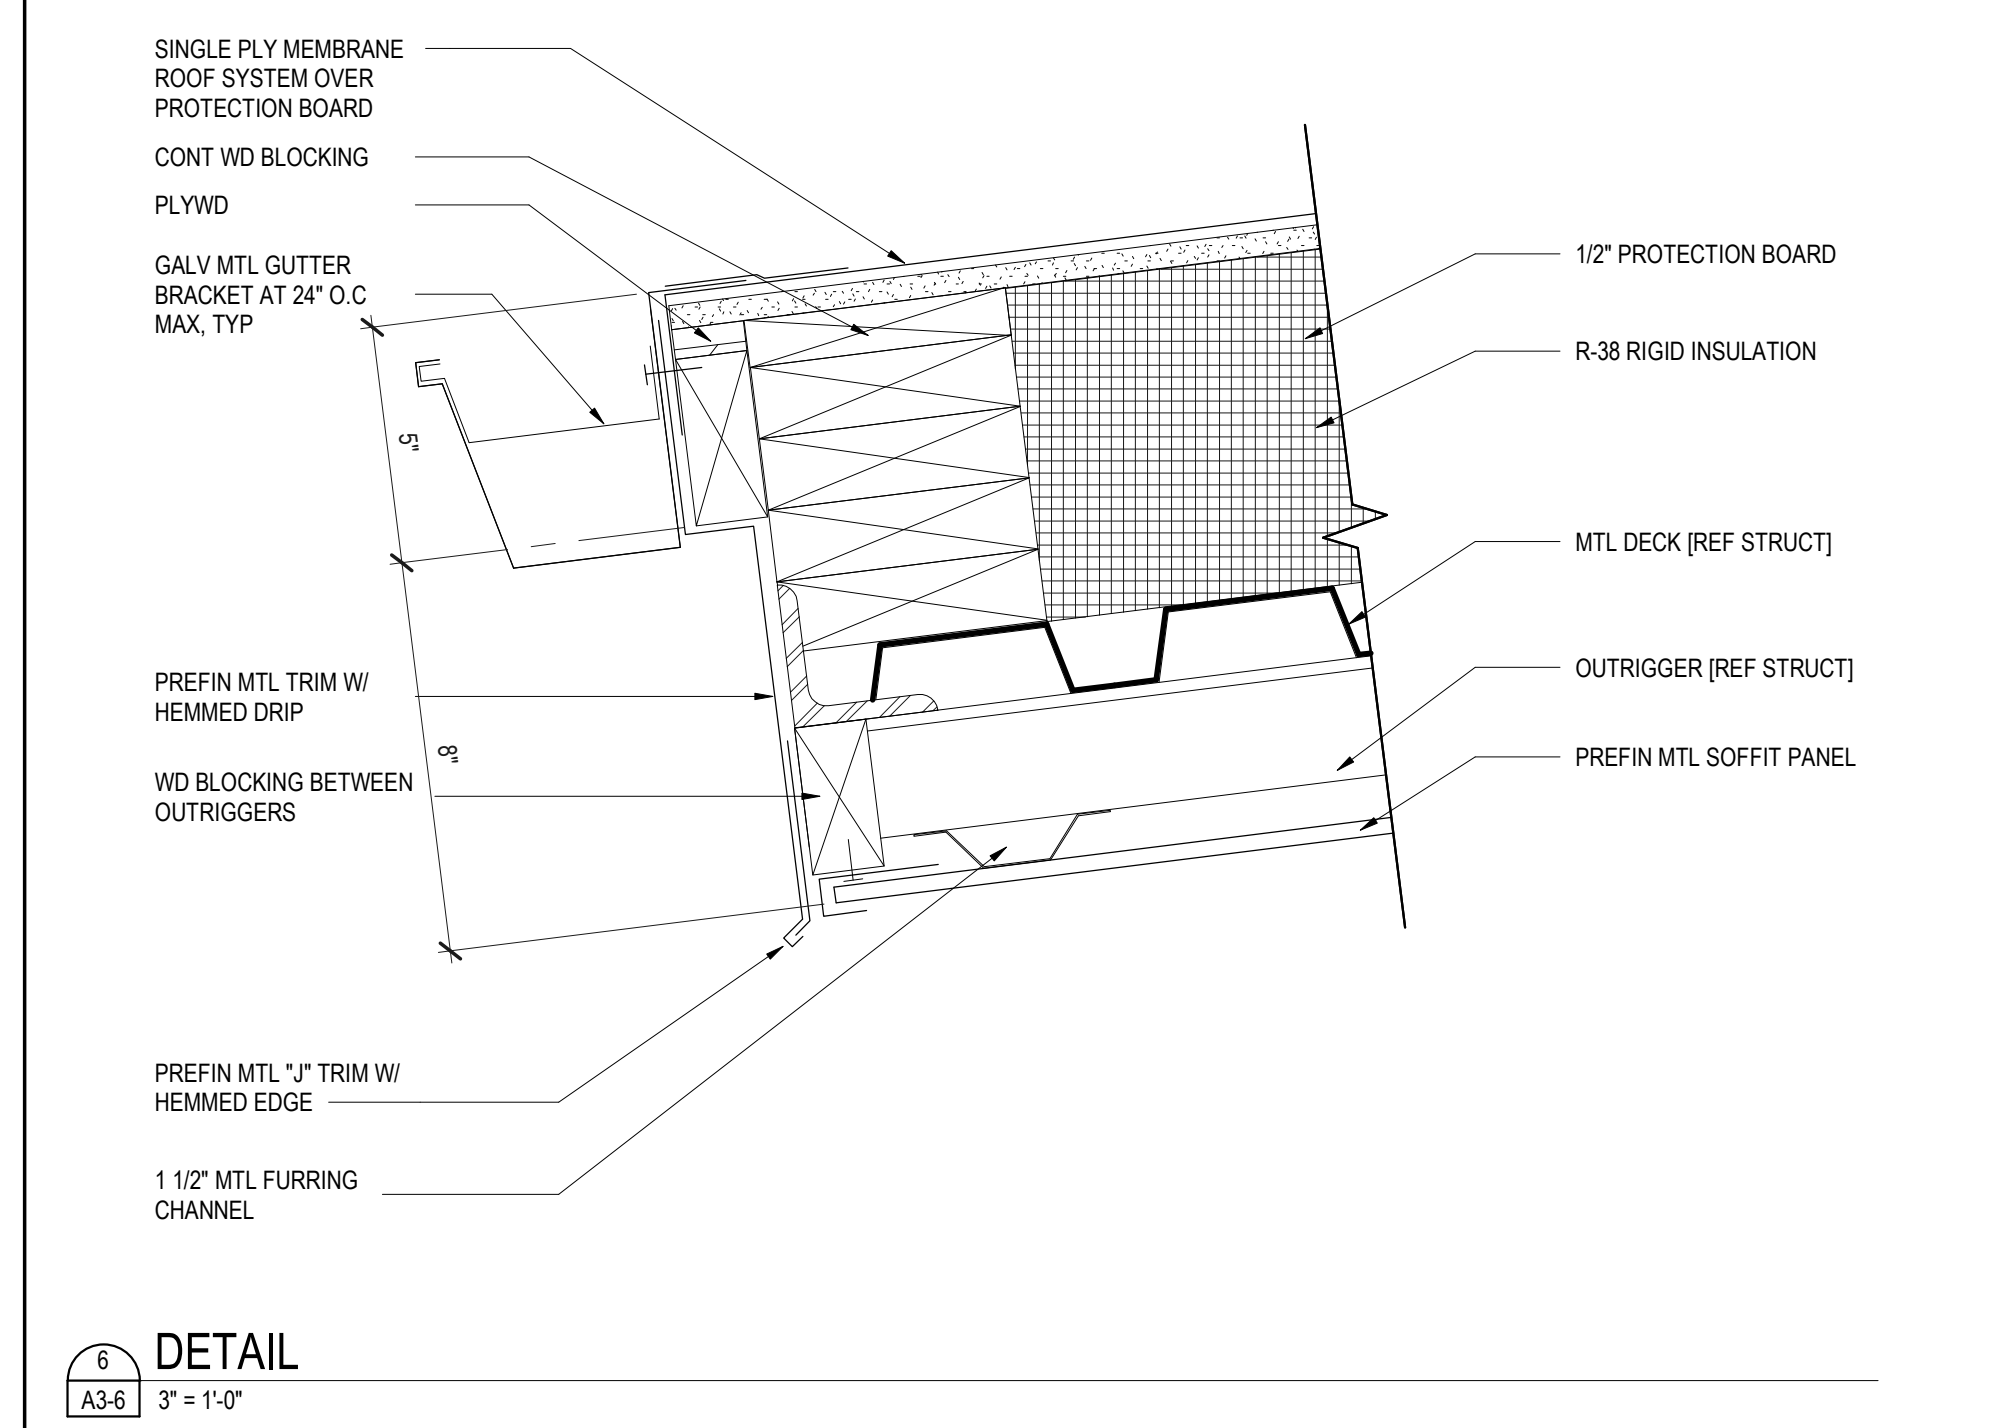 SINGLE PLY MEMBRANE
ROOF SYSTEM OVER
PROTECTION BOARD
CONT WD BLOCKING
PLYWD
GALV MTL GUTTER
BRACKET AT 24" O.C
MAX, TYP
5"
PREFIN MTL TRIM W/
HEMMED DRIP
8"
WD BLOCKING BETWEEN
OUTRIGGERS
PREFIN MTL "J" TRIM W/
HEMMED EDGE
1 1/2" MTL FURRING
CHANNEL
1/2" PROTECTION BOARD
R-38 RIGID INSULATION
MTL DECK [REF STRUCT]
OUTRIGGER [REF STRUCT]
PREFIN MTL SOFFIT PANEL
6
DETAIL
A3-6
3" = 1'-0"